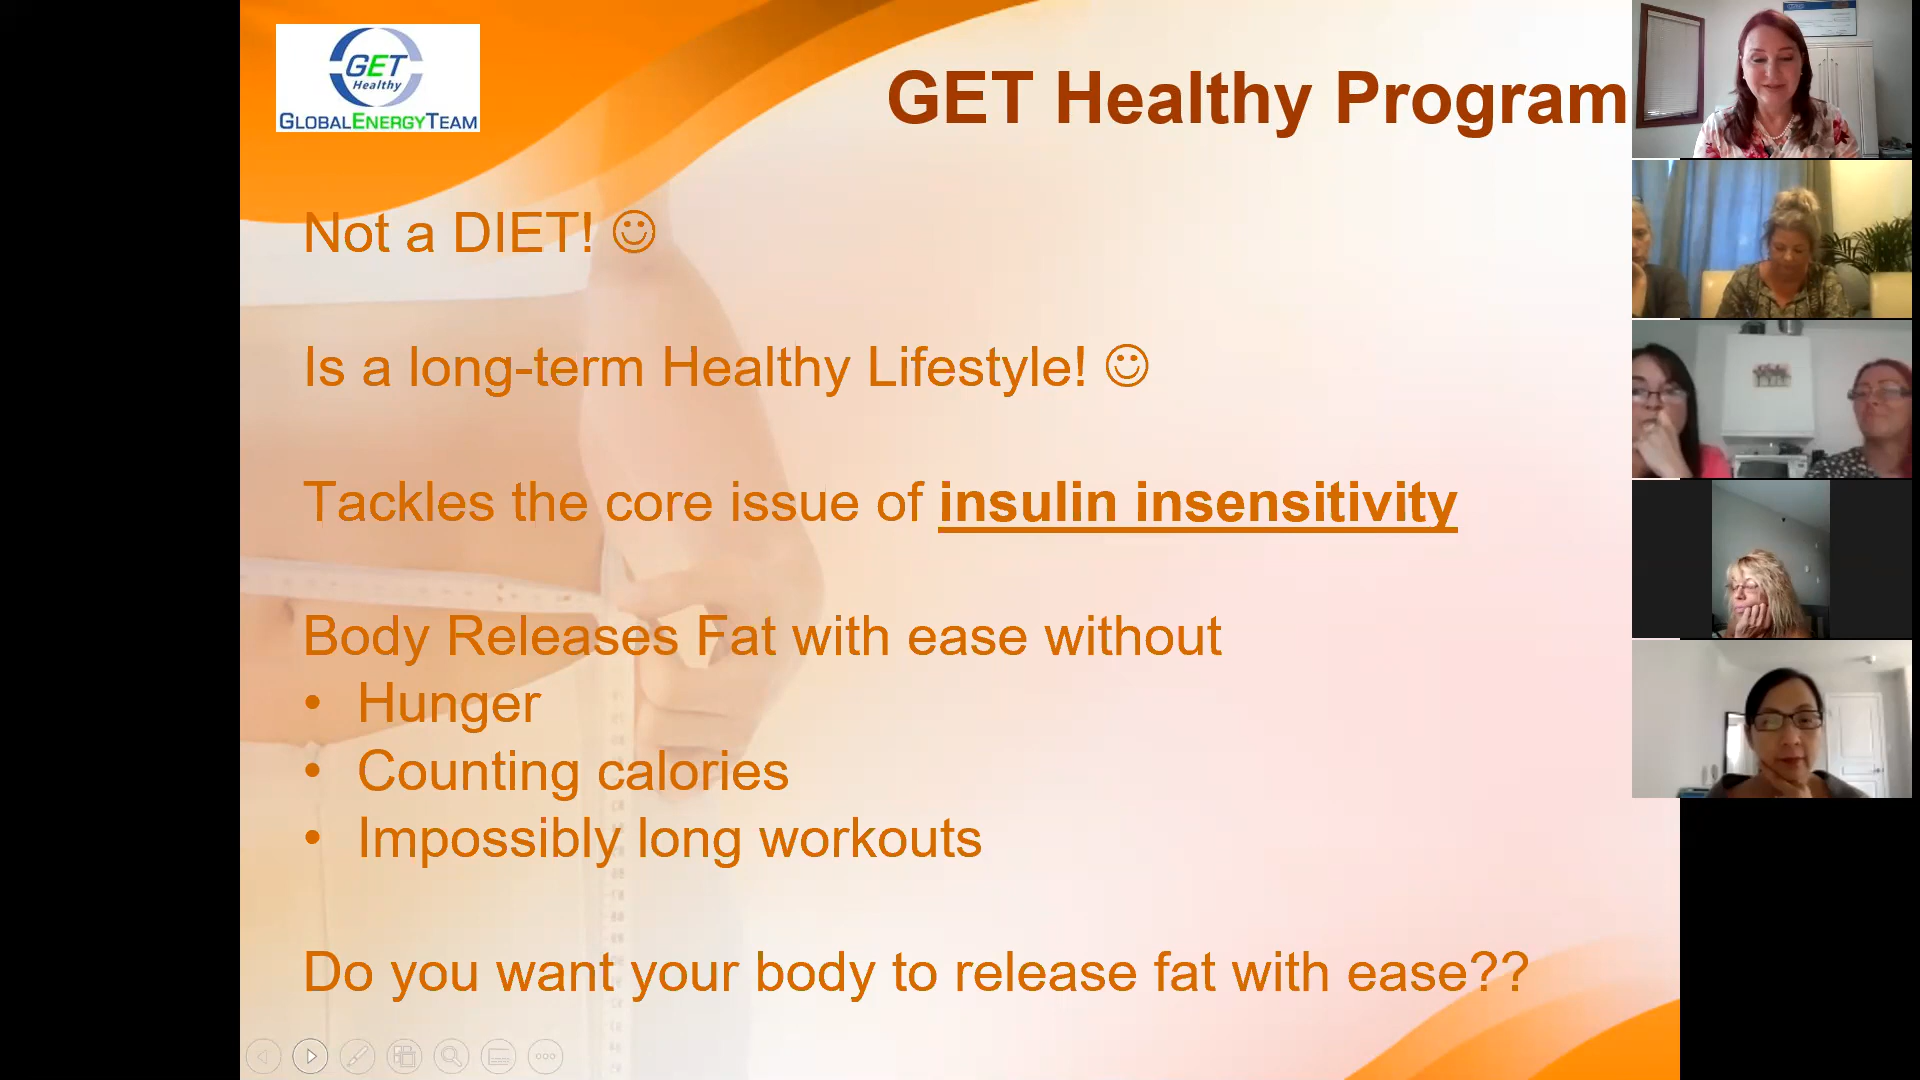 GET
Healthy
GLOBALENERGYTEAM
GET Healthy Program
Not a DIET! ☺
Is a long-term Healthy Lifestyle! ☺
Tackles the core issue of insulin insensitivity
Body Releases Fat with ease without
• Hunger
• Counting calories
• Impossibly long workouts
Do you want your body to release fat with ease??